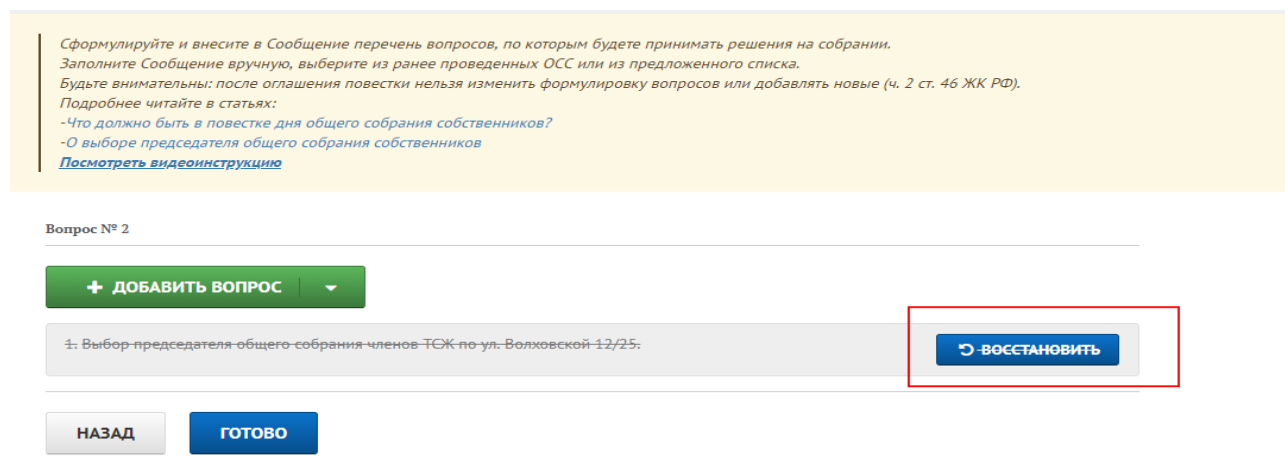 Сформулируйте и внесите в Сообщение перечень вопросов, по которым будете принимать решения на собрании.
Заполните Сообщение вручную, выберите из ранее проведенных ОСС или из предложенного списка.
Будьте внимательны: после оглашения повестки нельзя изменить формулировку вопросов или добавлять новые (ч. 2 ст. 46 ЖК РФ).
Подробнее читайте в статьях:
-Что должно быть в повестке дня общего собрания собственников?
-О выборе председателя общего собрания собственников
Посмотреть видеоинструкцию
Вопрос № 2
+ ДОБАВИТЬ ВОПРОС
1. Выбор председателя общего собрания членов ТСЖ по ул. Волховской 12/25.
ВОССТАНОВИТЬ
НАЗАД
ГОТОВО